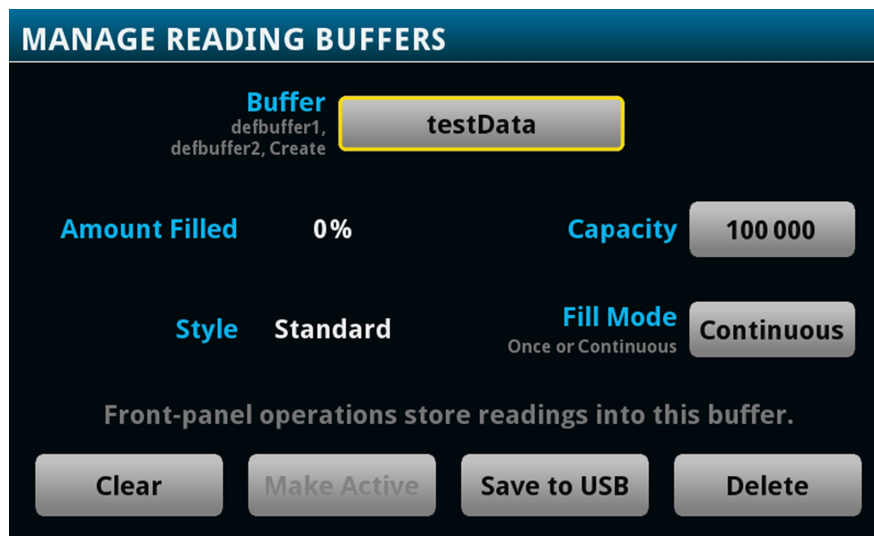 MANAGE READING BUFFERS
Buffer
defbuffer1,
defbuffer2, Create
testData
Amount Filled 0% Capacity 100 000
Style Standard Fill Mode Continuous
Once or Continuous
Front-panel operations store readings into this buffer.
Clear Make Active Save to USB Delete